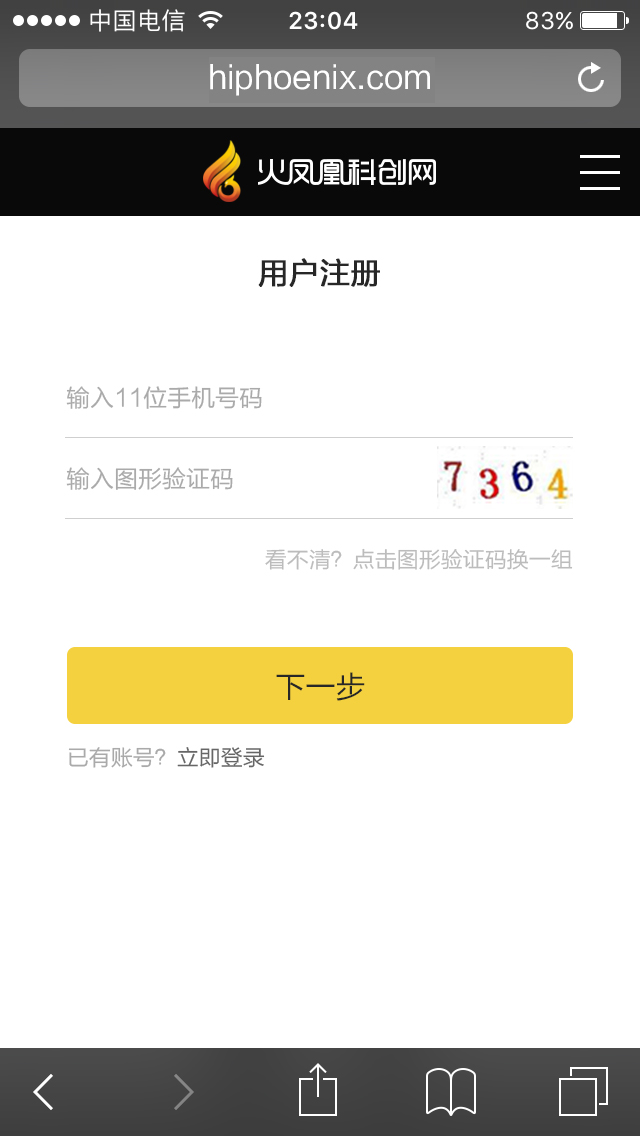 中国电信 23:04 83%
hiphoenix.com
火凤凰科创网
用户注册
输入11位手机号码
输入图形验证码 7364
看不清？点击图形验证码换一组
下一步
已有账号？立即登录